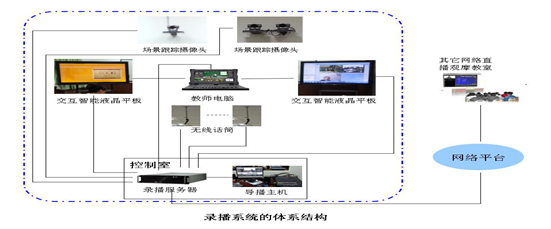 场景跟踪摄像头
场景跟踪摄像头
其它网络直
播观摩教室
交互智能液晶平板
教师电脑
交互智能液晶平板
无线话筒
网络平台
控制室
录播服务器
导播主机
录播系统的体系结构